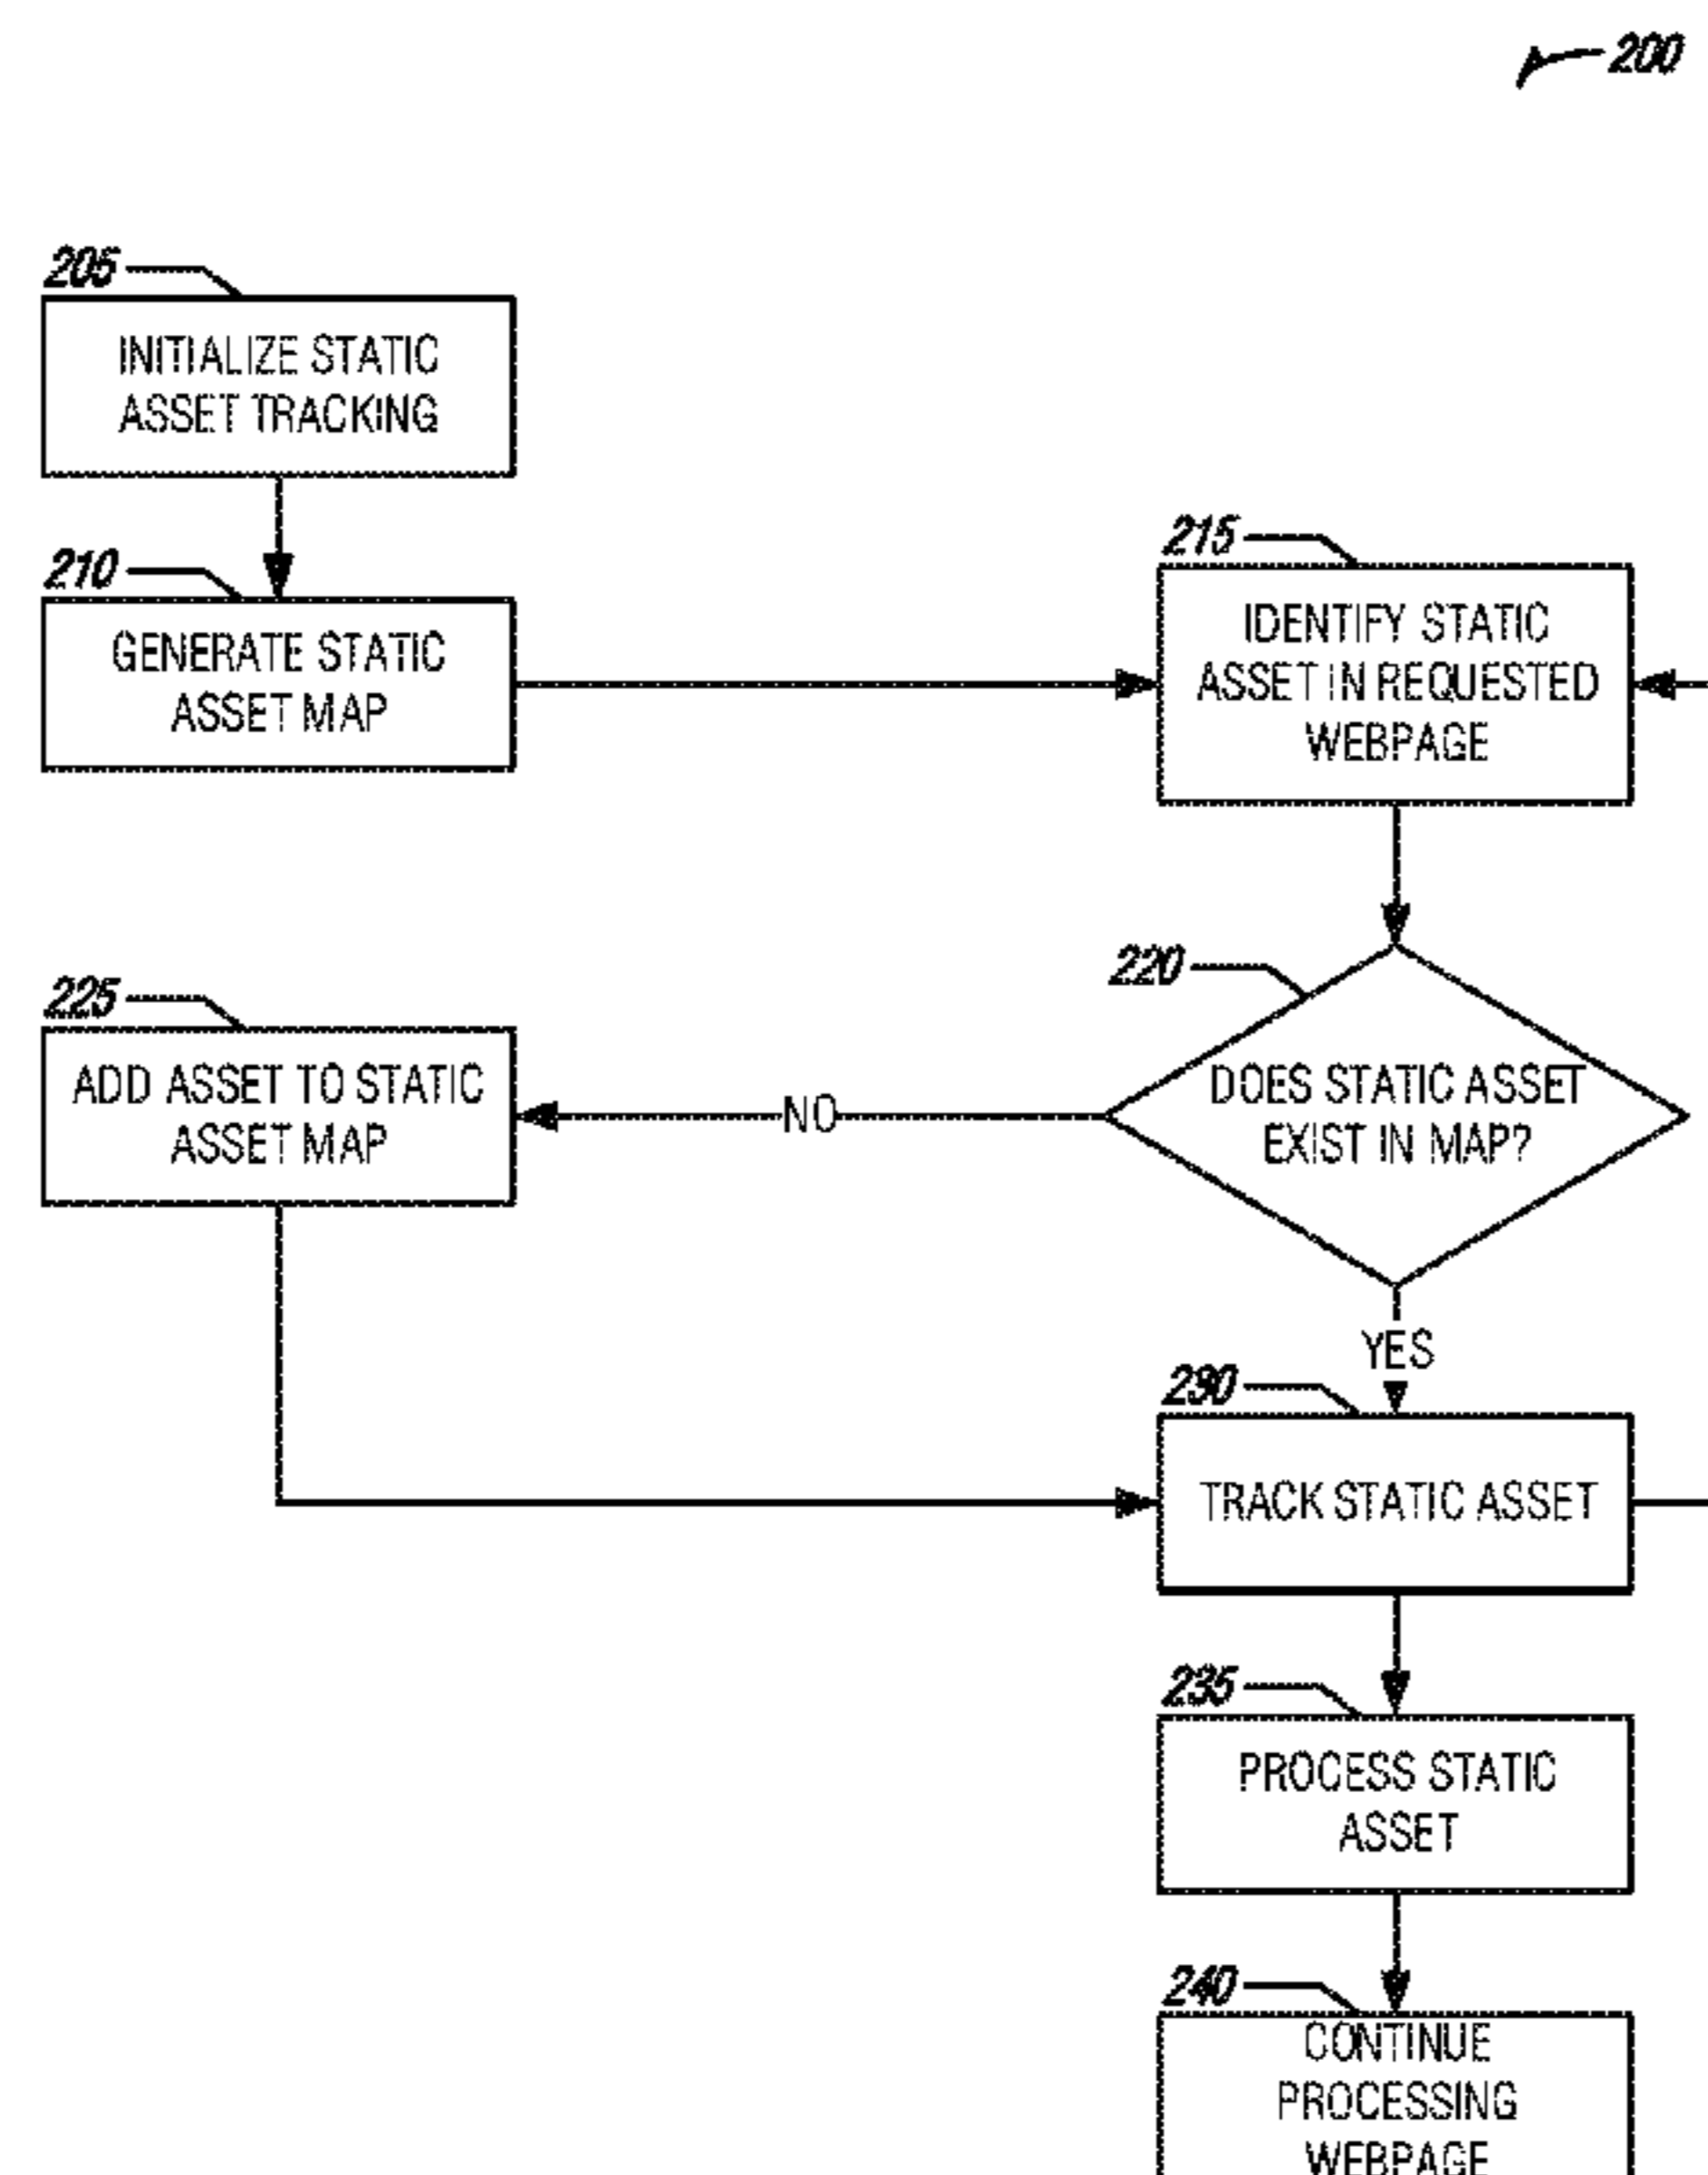 200
205
INITIALIZE STATIC
ASSET TRACKING
210
GENERATE STATIC
ASSET MAP
215
IDENTIFY STATIC
ASSET IN REQUESTED
WEBPAGE
220
DOES STATIC ASSET
EXIST IN MAP?
NO
225
ADD ASSET TO STATIC
ASSET MAP
YES
230
TRACK STATIC ASSET
235
PROCESS STATIC
ASSET
240
CONTINUE
PROCESSING
WEBPAGE